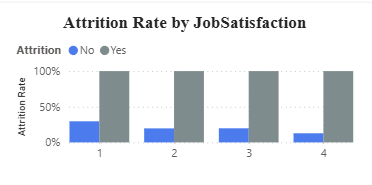 Attrition Rate by JobSatisfaction
Attrition No Yes
Attrition Rate
100%
50%
0%
1 2 3 4